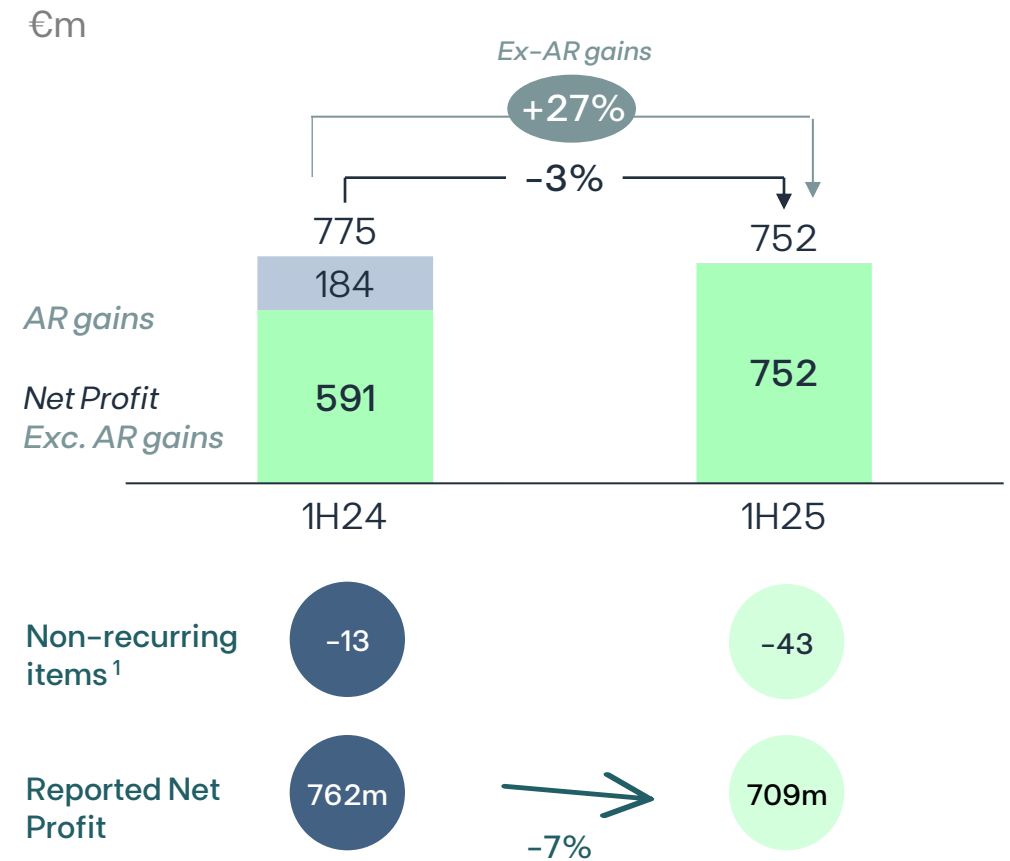 €m
Ex-AR gains
+27%
-3%
775
752
184
AR gains
591
752
Net Profit
Exc. AR gains
1H24
1H25
Non-recurring
items 1
-13
-43
Reported Net
Profit
762m
709m
-7%